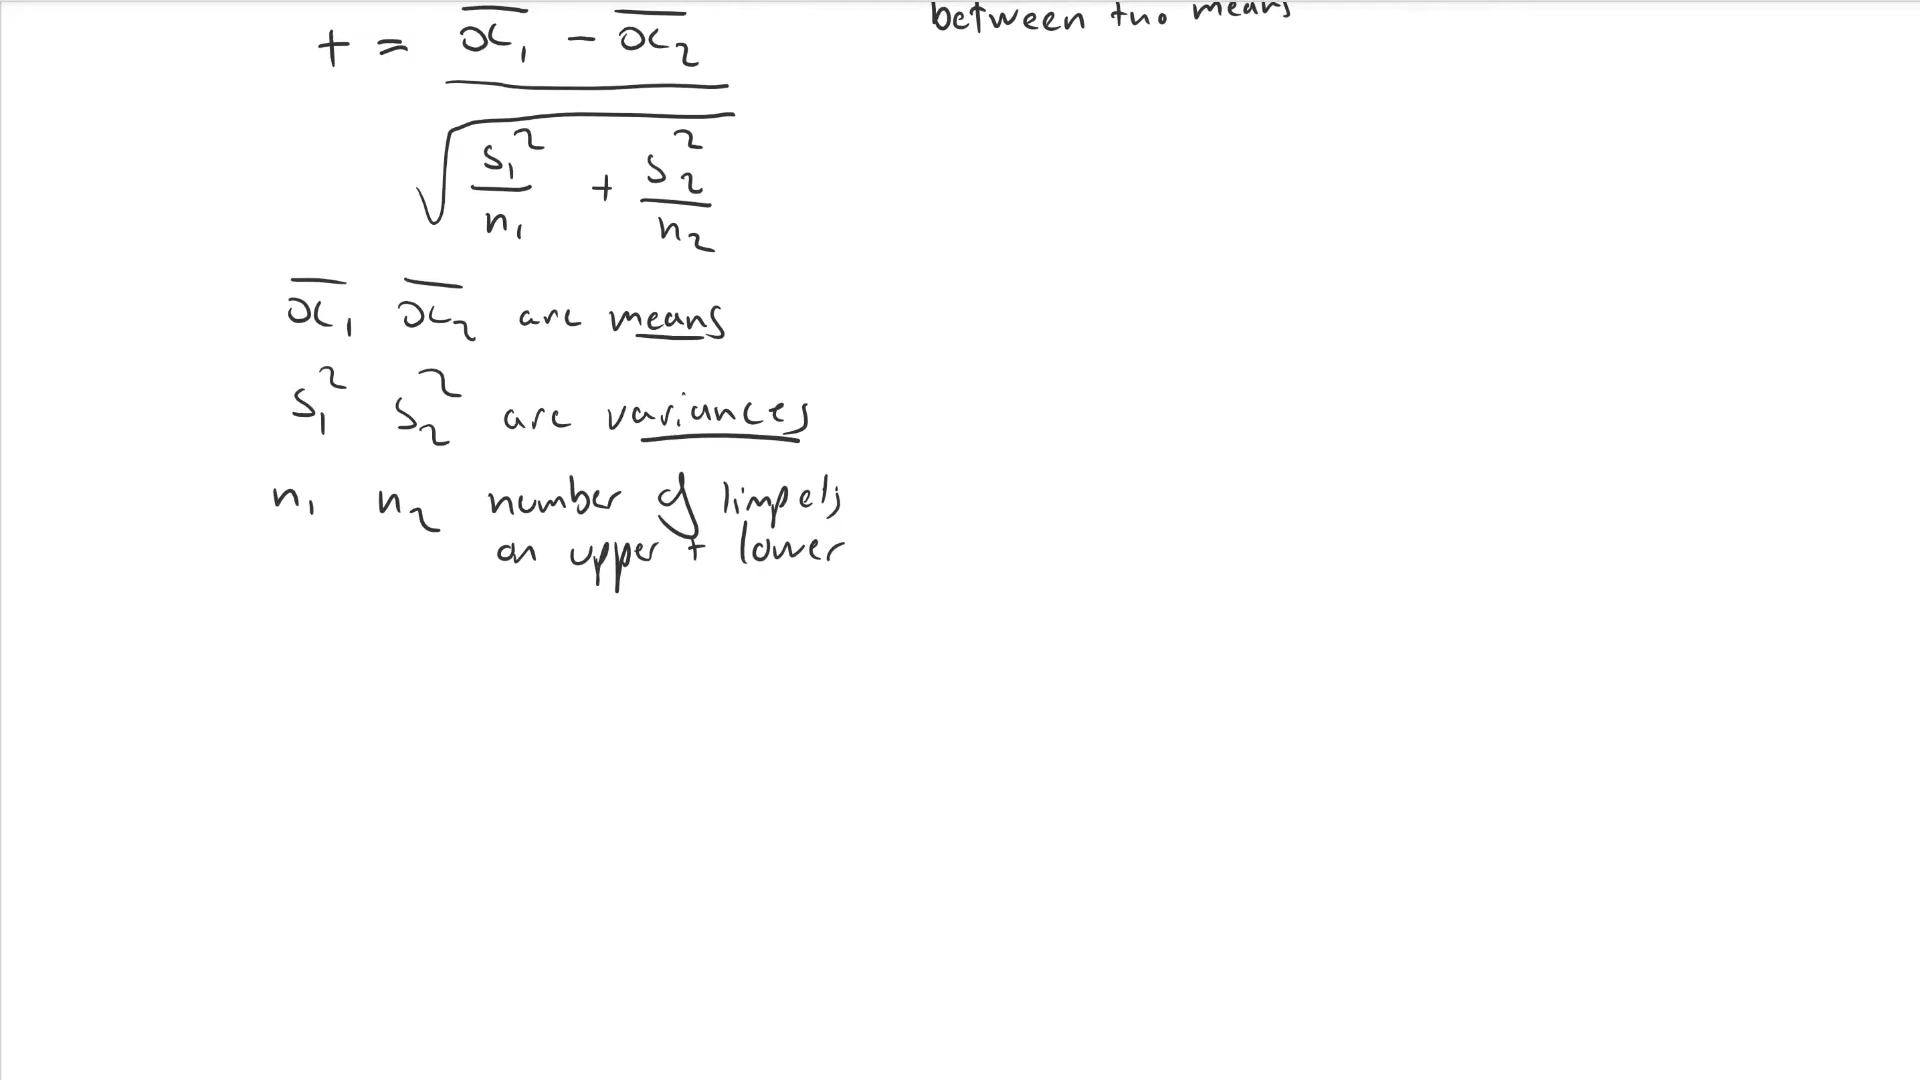 between two means
t = x̄₁ - x̄₂
√ s₁²/n₁ + s₂²/n₂
x̄₁ x̄₂ are means
s₁² s₂² are variances
n₁ n₂ number of limpets
on upper + lower